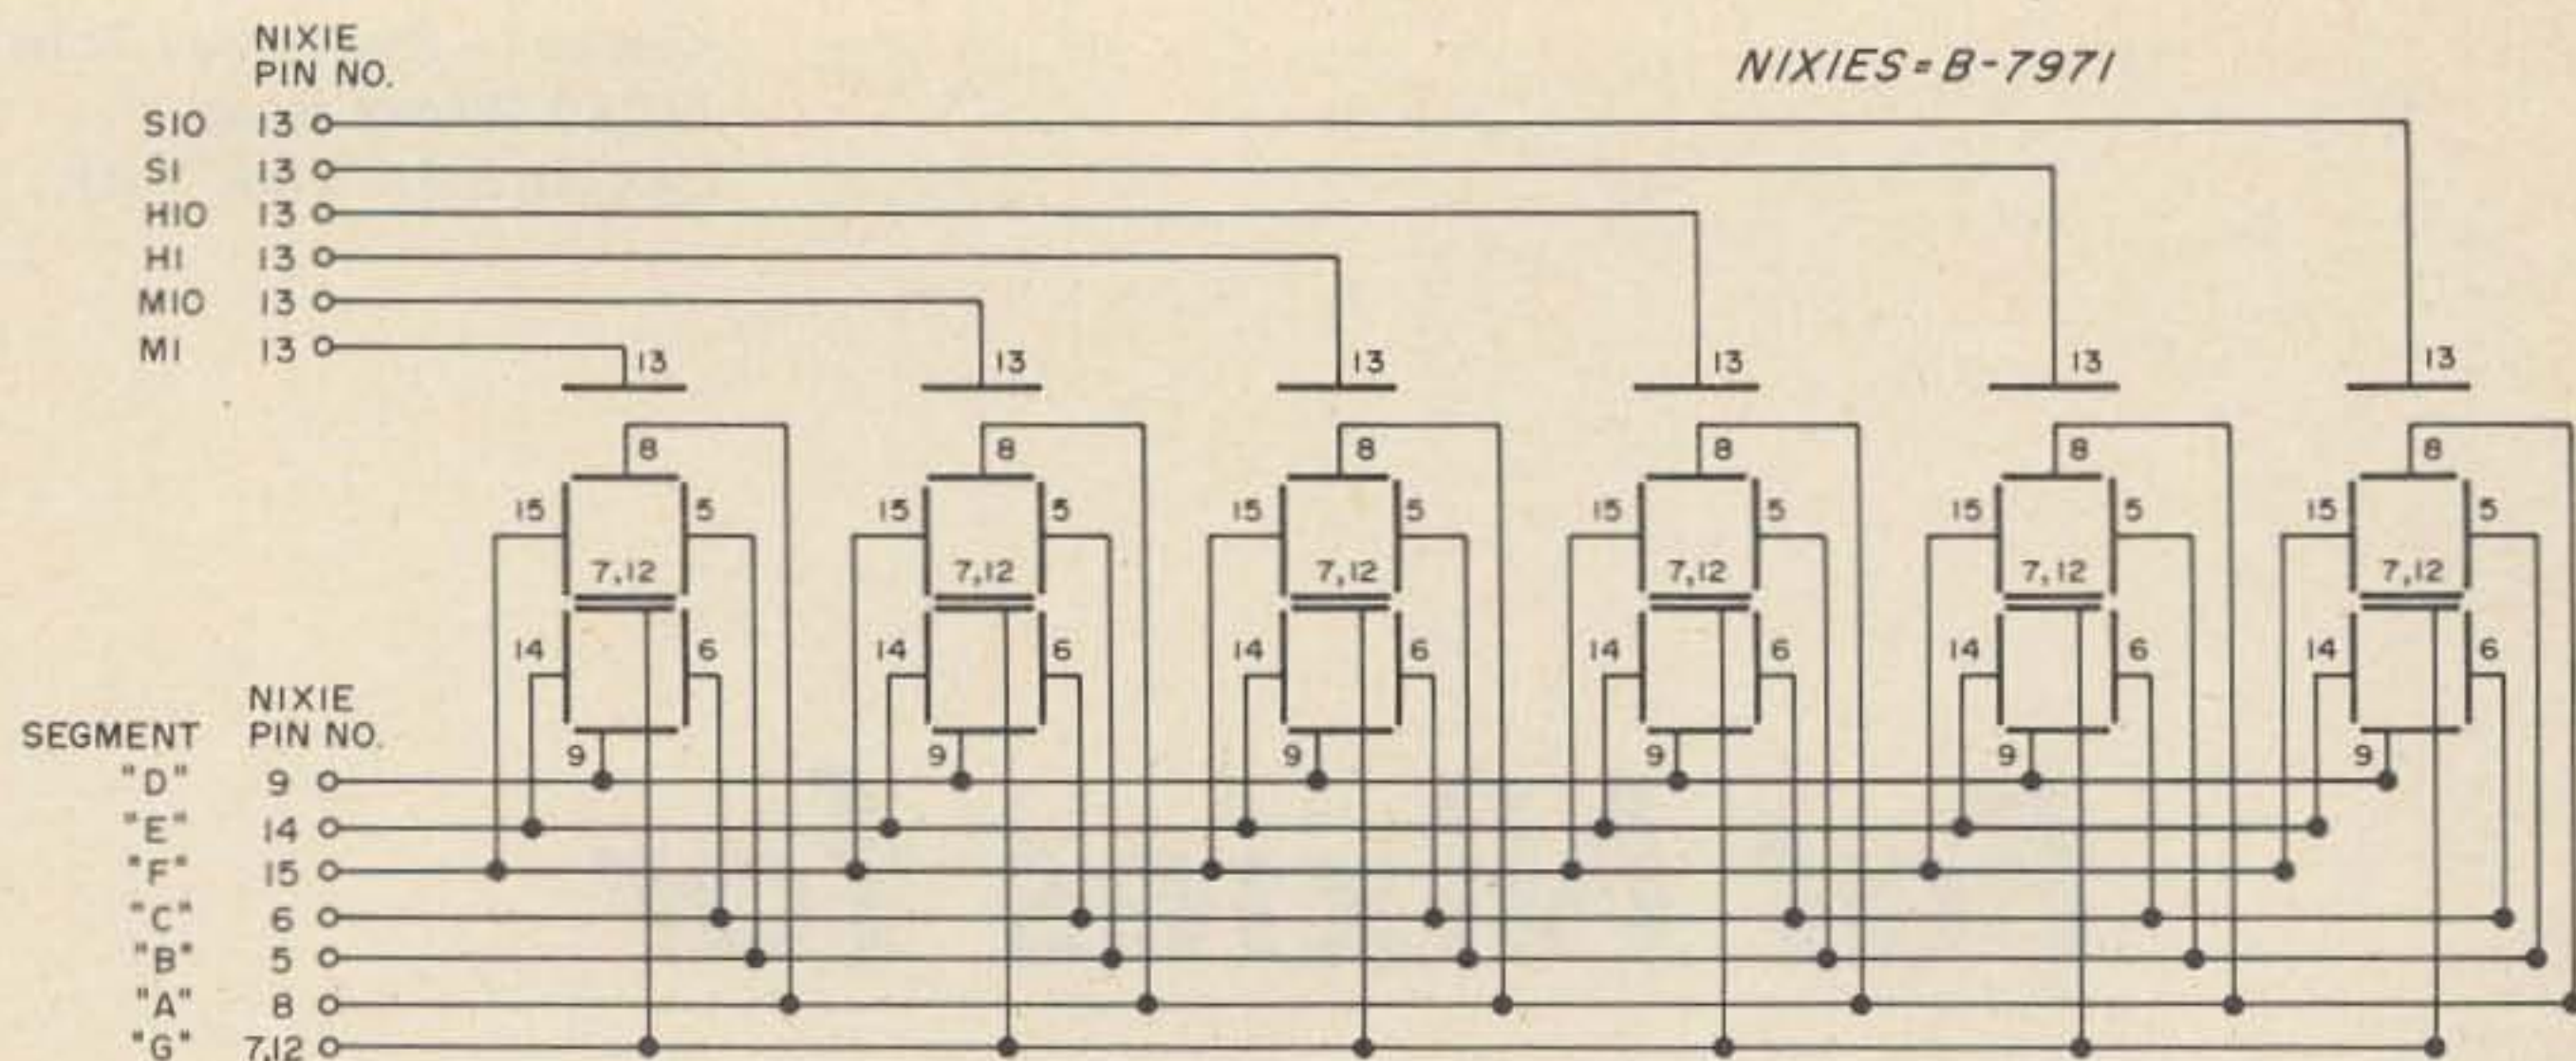 NIXIE
PIN NO.
NIXIES=B-7971
S10 13
S1 13
H10 13
H1 13
M10 13
M1 13
13 13 13 13 13 13
8 8 8 8 8 8
15 5 15 5 15 5 15 5 15 5 15 5
7,12 7,12 7,12 7,12 7,12 7,12
14 6 14 6 14 6 14 6 14 6 14 6
NIXIE
SEGMENT PIN NO.
9 9 9 9 9 9
"D" 9
"E" 14
"F" 15
"C" 6
"B" 5
"A" 8
"G" 7,12